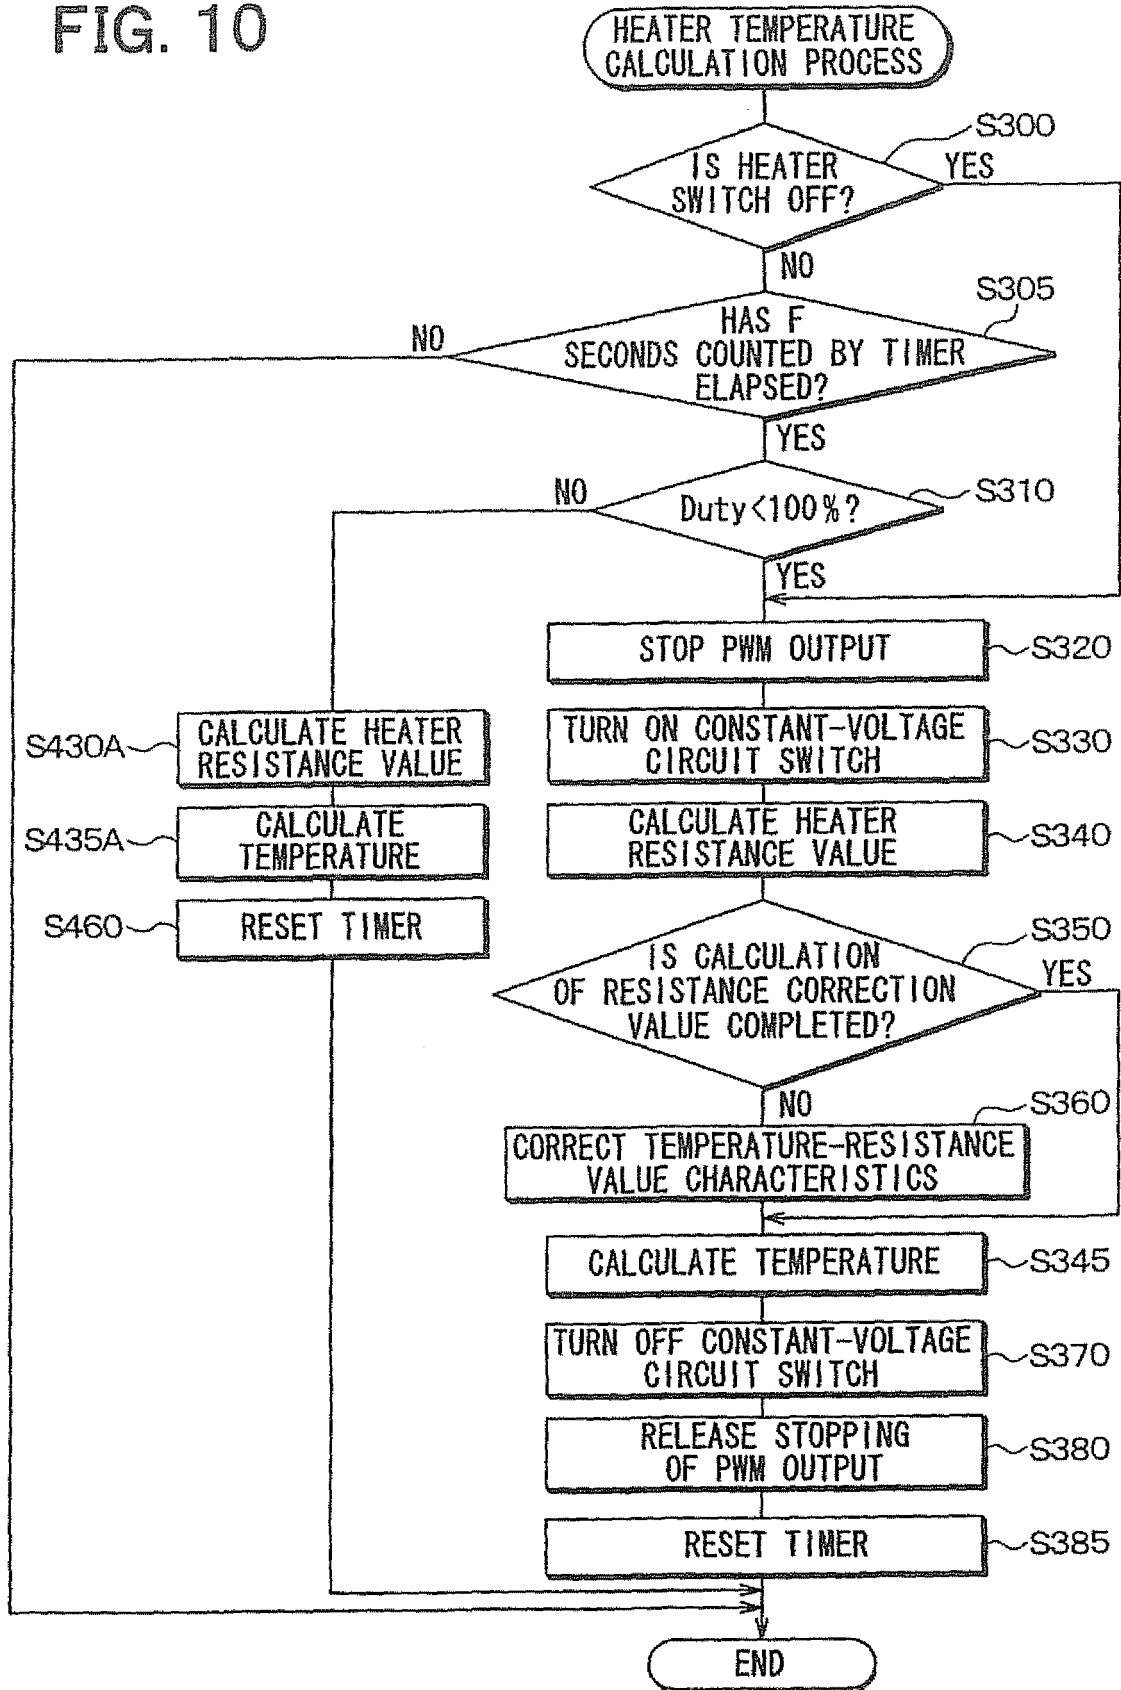 FIG. 10
HEATER TEMPERATURE
CALCULATION PROCESS
S300
IS HEATER
SWITCH OFF?
YES
NO
S305
HAS F
SECONDS COUNTED BY TIMER
ELAPSED?
NO
YES
S310
Duty<100%?
NO
YES
STOP PWM OUTPUT
S320
TURN ON CONSTANT-VOLTAGE
CIRCUIT SWITCH
S330
S430A
CALCULATE HEATER
RESISTANCE VALUE
CALCULATE HEATER
RESISTANCE VALUE
S340
S435A
CALCULATE
TEMPERATURE
S460
RESET TIMER
S350
IS CALCULATION
OF RESISTANCE CORRECTION
VALUE COMPLETED?
YES
NO
S360
CORRECT TEMPERATURE-RESISTANCE
VALUE CHARACTERISTICS
CALCULATE TEMPERATURE
S345
TURN OFF CONSTANT-VOLTAGE
CIRCUIT SWITCH
S370
RELEASE STOPPING
OF PWM OUTPUT
S380
RESET TIMER
S385
END